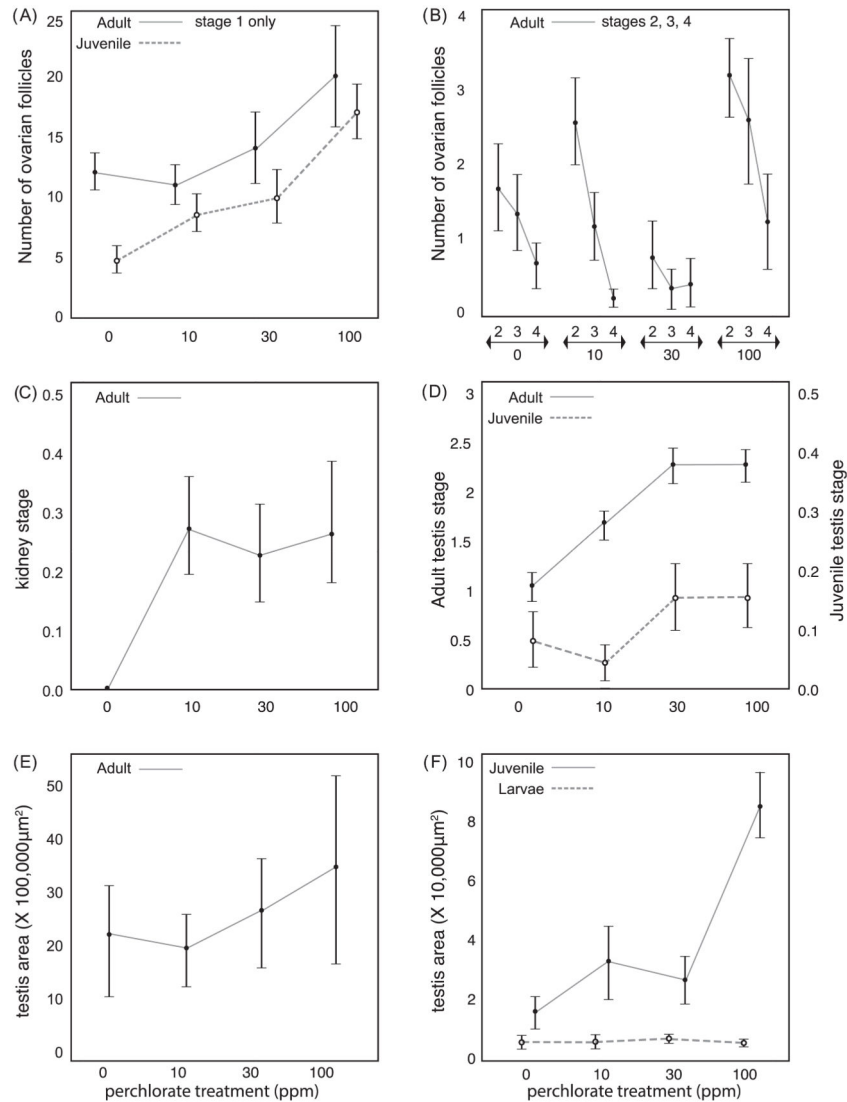 (A)
Adult
stage 1 only
Juvenile
Number of ovarian follicles
25
20
15
10
5
0
0
10
30
100
(B)
Adult
stages 2, 3, 4
Number of ovarian follicles
4
3
2
1
0
2 3 4
2 3 4
2 3 4
2 3 4
0
10
30
100
(C)
Adult
kidney stage
0.5
0.4
0.3
0.2
0.1
0.0
0
10
30
100
(D)
Adult
Juvenile
Adult testis stage
3
2.5
2
1.5
1
0.5
0
Juvenile testis stage
0.5
0.4
0.3
0.2
0.1
0.0
0
10
30
100
(E)
Adult
testis area (X 100,000µm²)
50
40
30
20
10
0
0
10
30
100
perchlorate treatment (ppm)
(F)
Juvenile
Larvae
testis area (X 10,000µm²)
10
8
6
4
2
0
0
10
30
100
perchlorate treatment (ppm)